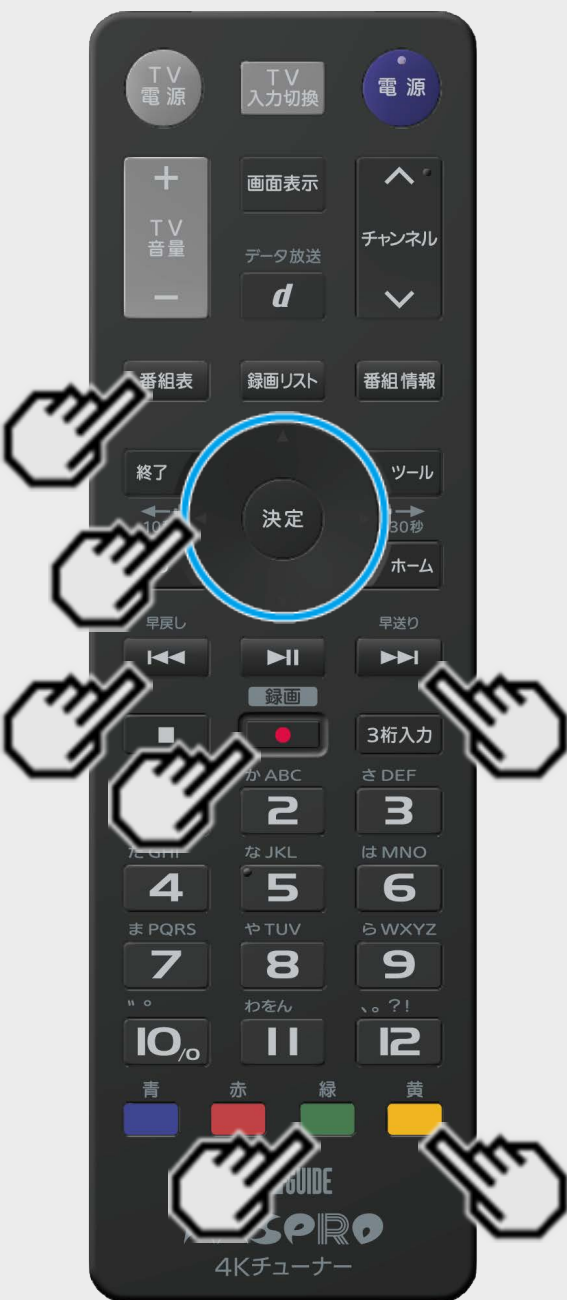 TV
電源
TV
入力切換
電源
+
TV
音量
−
画面表示
データ放送
d
チャンネル
番組表
録画リスト
番組情報
終了
ツール
決定
30秒
ホーム
早戻し
早送り
録画
3桁入力
か ABC
さ DEF
2
3
な JKL
は MNO
4
5
6
ま PQRS
や TUV
ら WXYZ
7
8
9
"°
わをん
、。?!
10/0
11
12
青
赤
緑
黄
GUIDE
SPRO
4Kチューナー